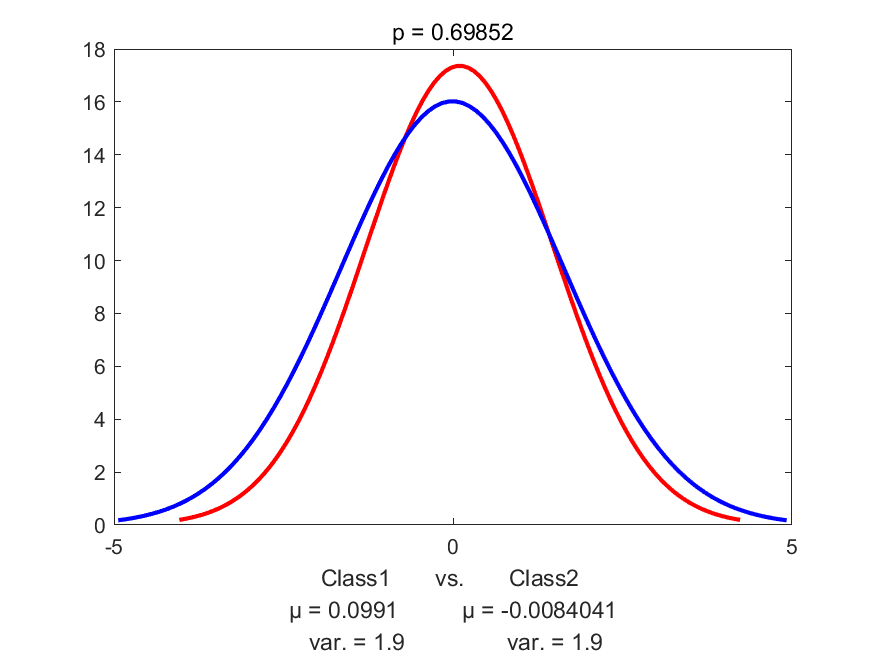 p = 0.69852
18
16
14
12
10
8
6
4
2
0
-5 0 5
Class1 vs. Class2
μ = 0.0991 μ = -0.0084041
var. = 1.9 var. = 1.9